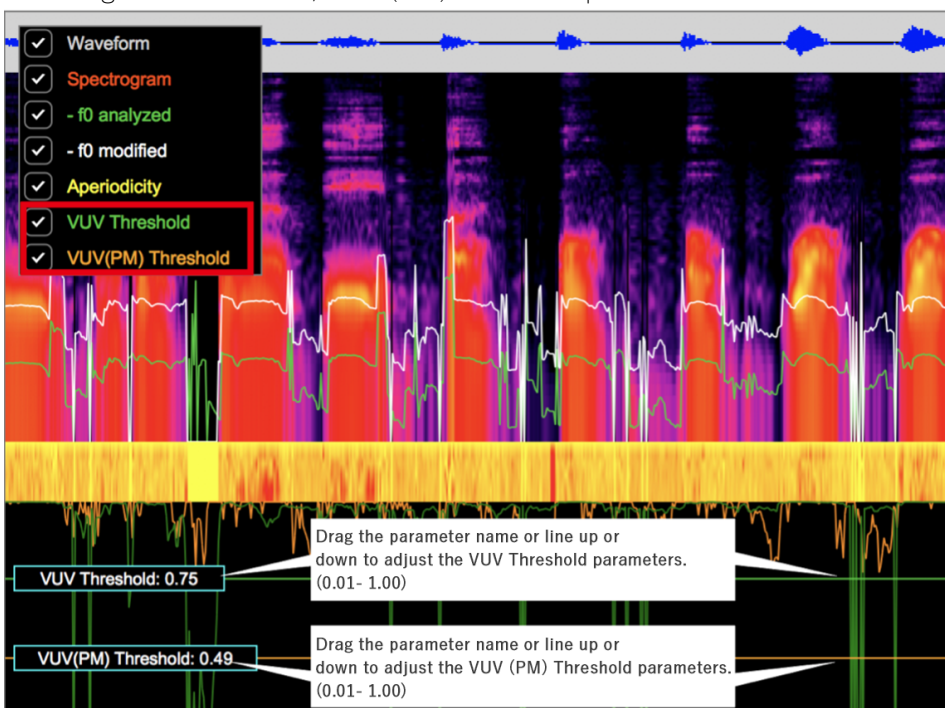 Waveform
Spectrogram
- f0 analyzed
- f0 modified
Aperiodicity
VUV Threshold
VUV(PM) Threshold
Drag the parameter name or line up or
down to adjust the VUV Threshold parameters.
(0.01- 1.00)
VUV Threshold: 0.75
Drag the parameter name or line up or
down to adjust the VUV (PM) Threshold parameters.
(0.01- 1.00)
VUV(PM) Threshold: 0.49